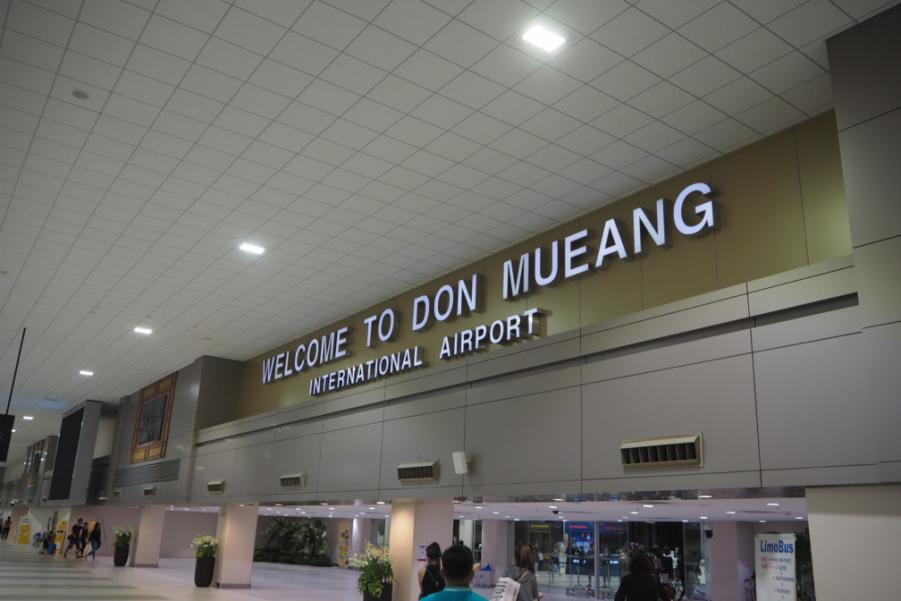 WELCOME TO DON MUEANG
INTERNATIONAL AIRPORT
LimoBus